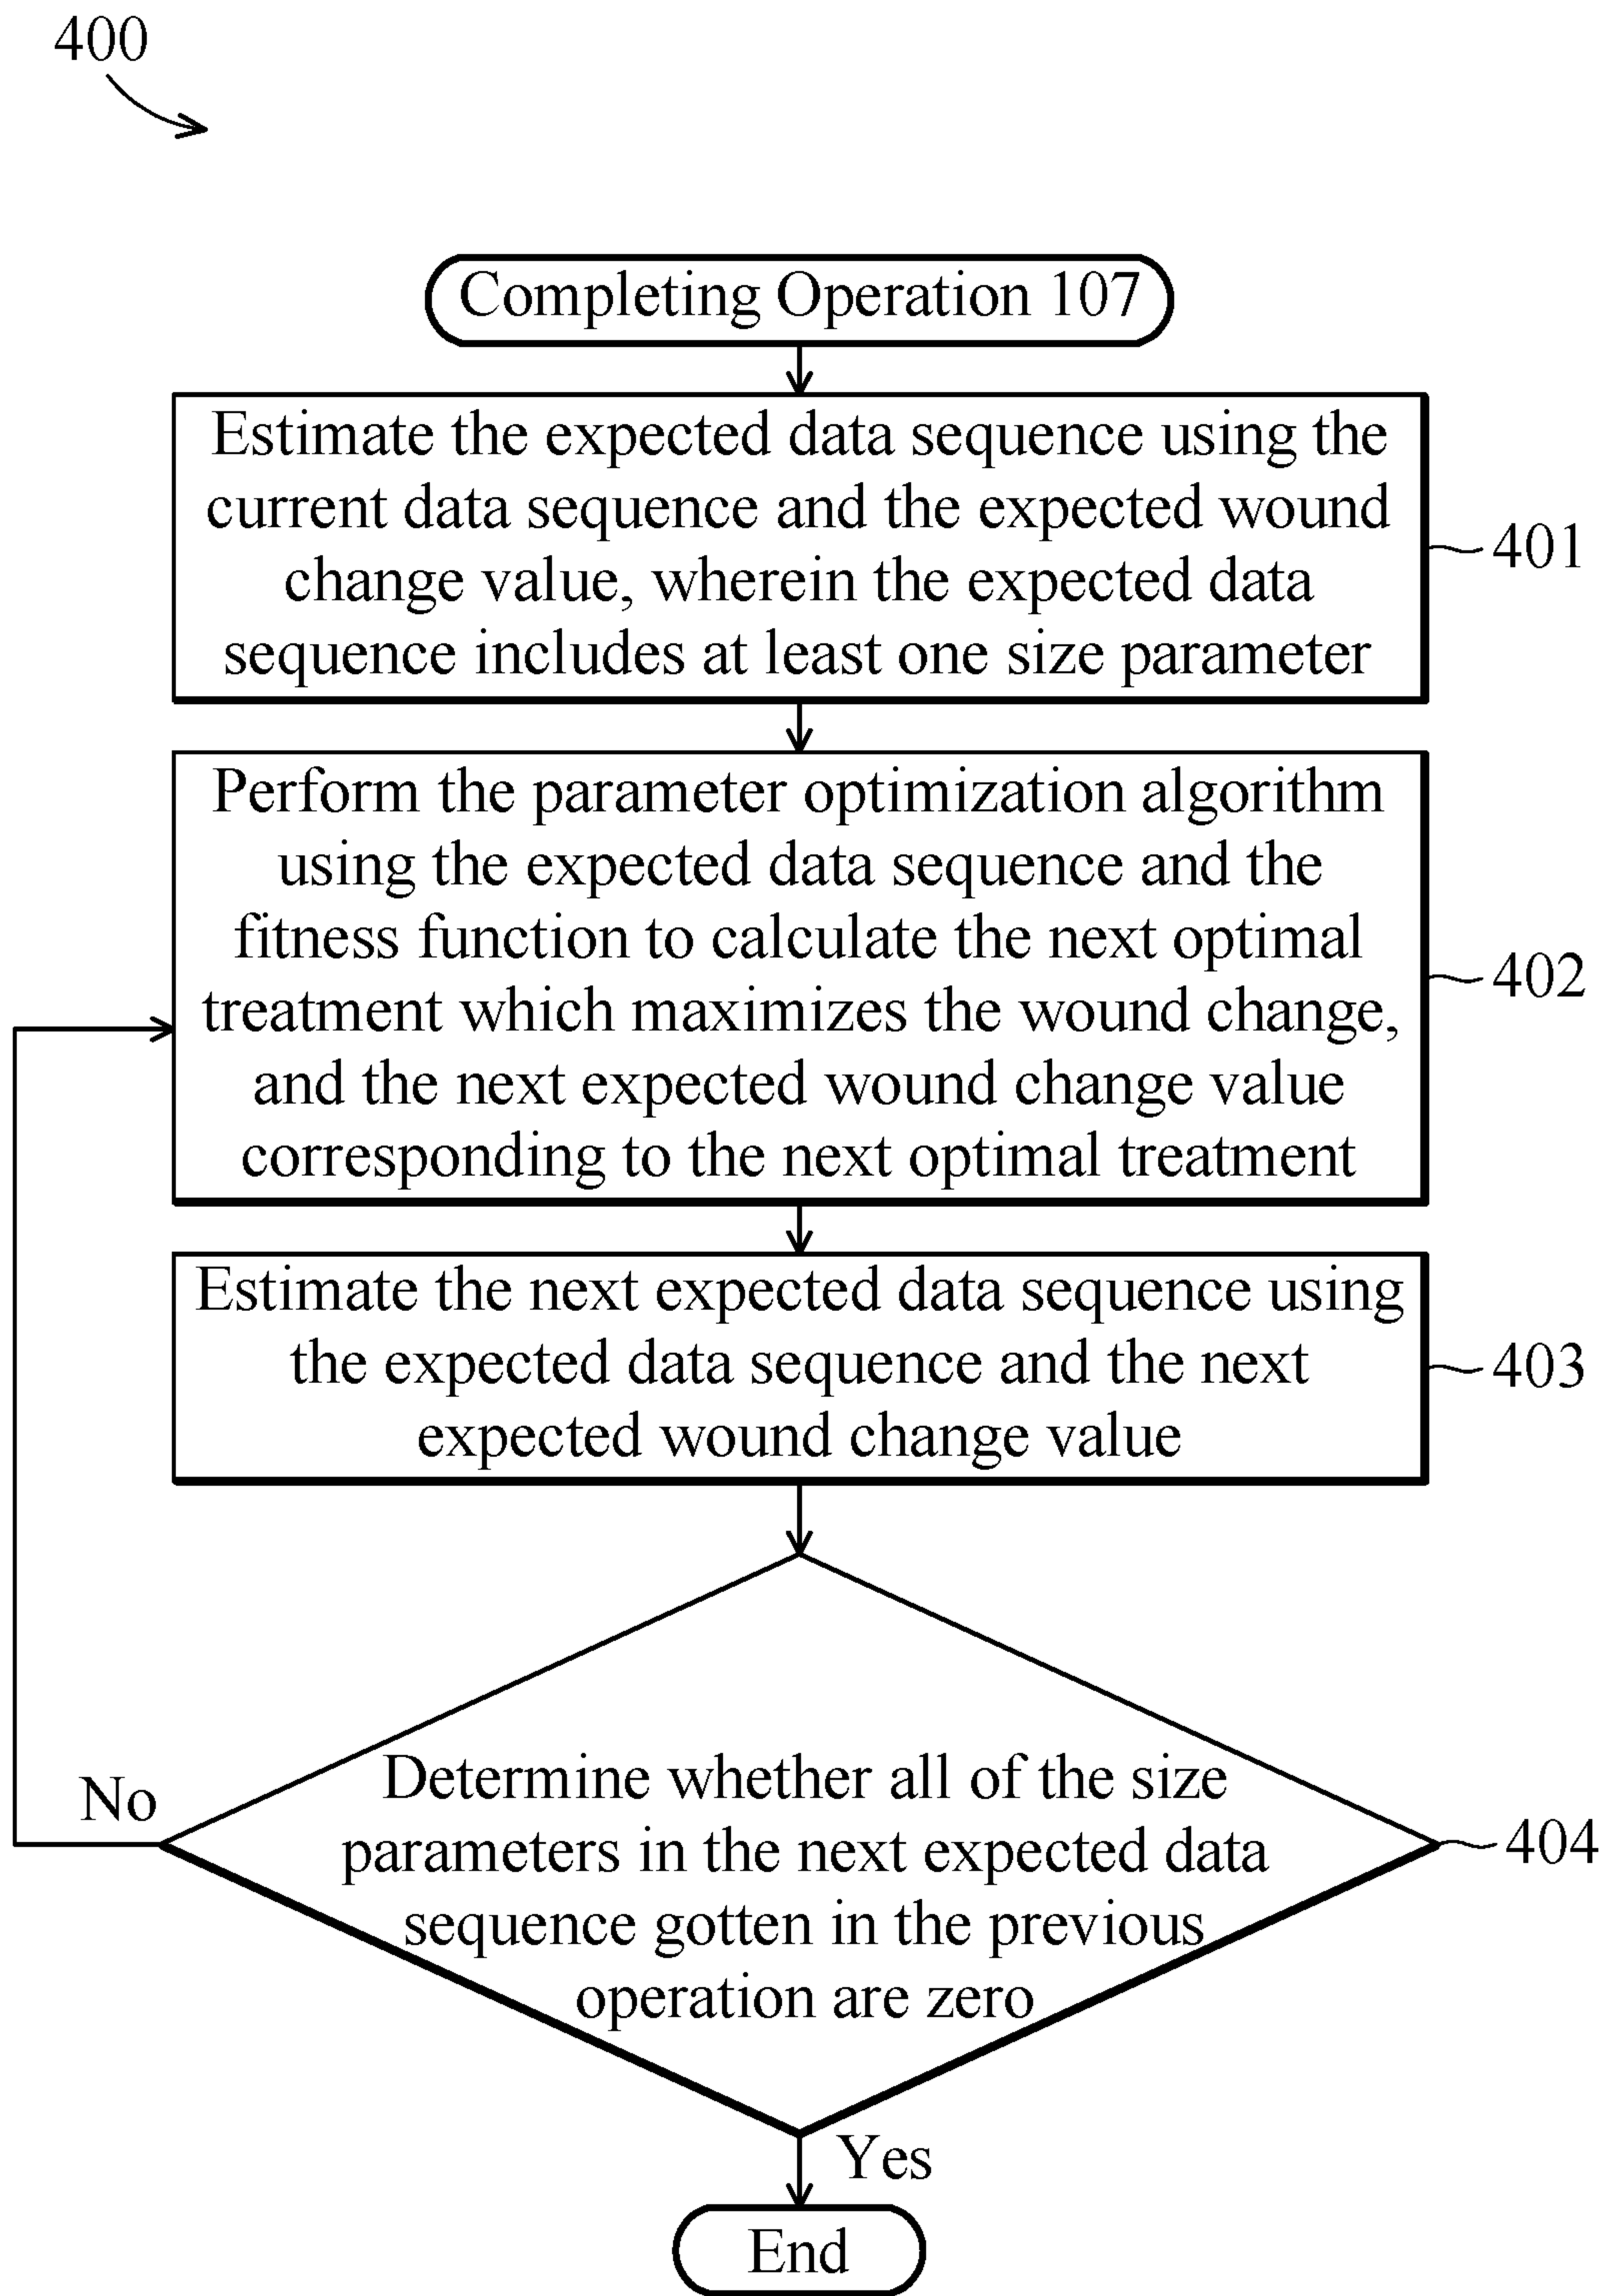 400
Completing Operation 107
Estimate the expected data sequence using the
current data sequence and the expected wound
change value, wherein the expected data
sequence includes at least one size parameter
401
Perform the parameter optimization algorithm
using the expected data sequence and the
fitness function to calculate the next optimal
treatment which maximizes the wound change,
and the next expected wound change value
corresponding to the next optimal treatment
402
Estimate the next expected data sequence using
the expected data sequence and the next
expected wound change value
403
Determine whether all of the size
parameters in the next expected data
sequence gotten in the previous
operation are zero
404
No
Yes
End